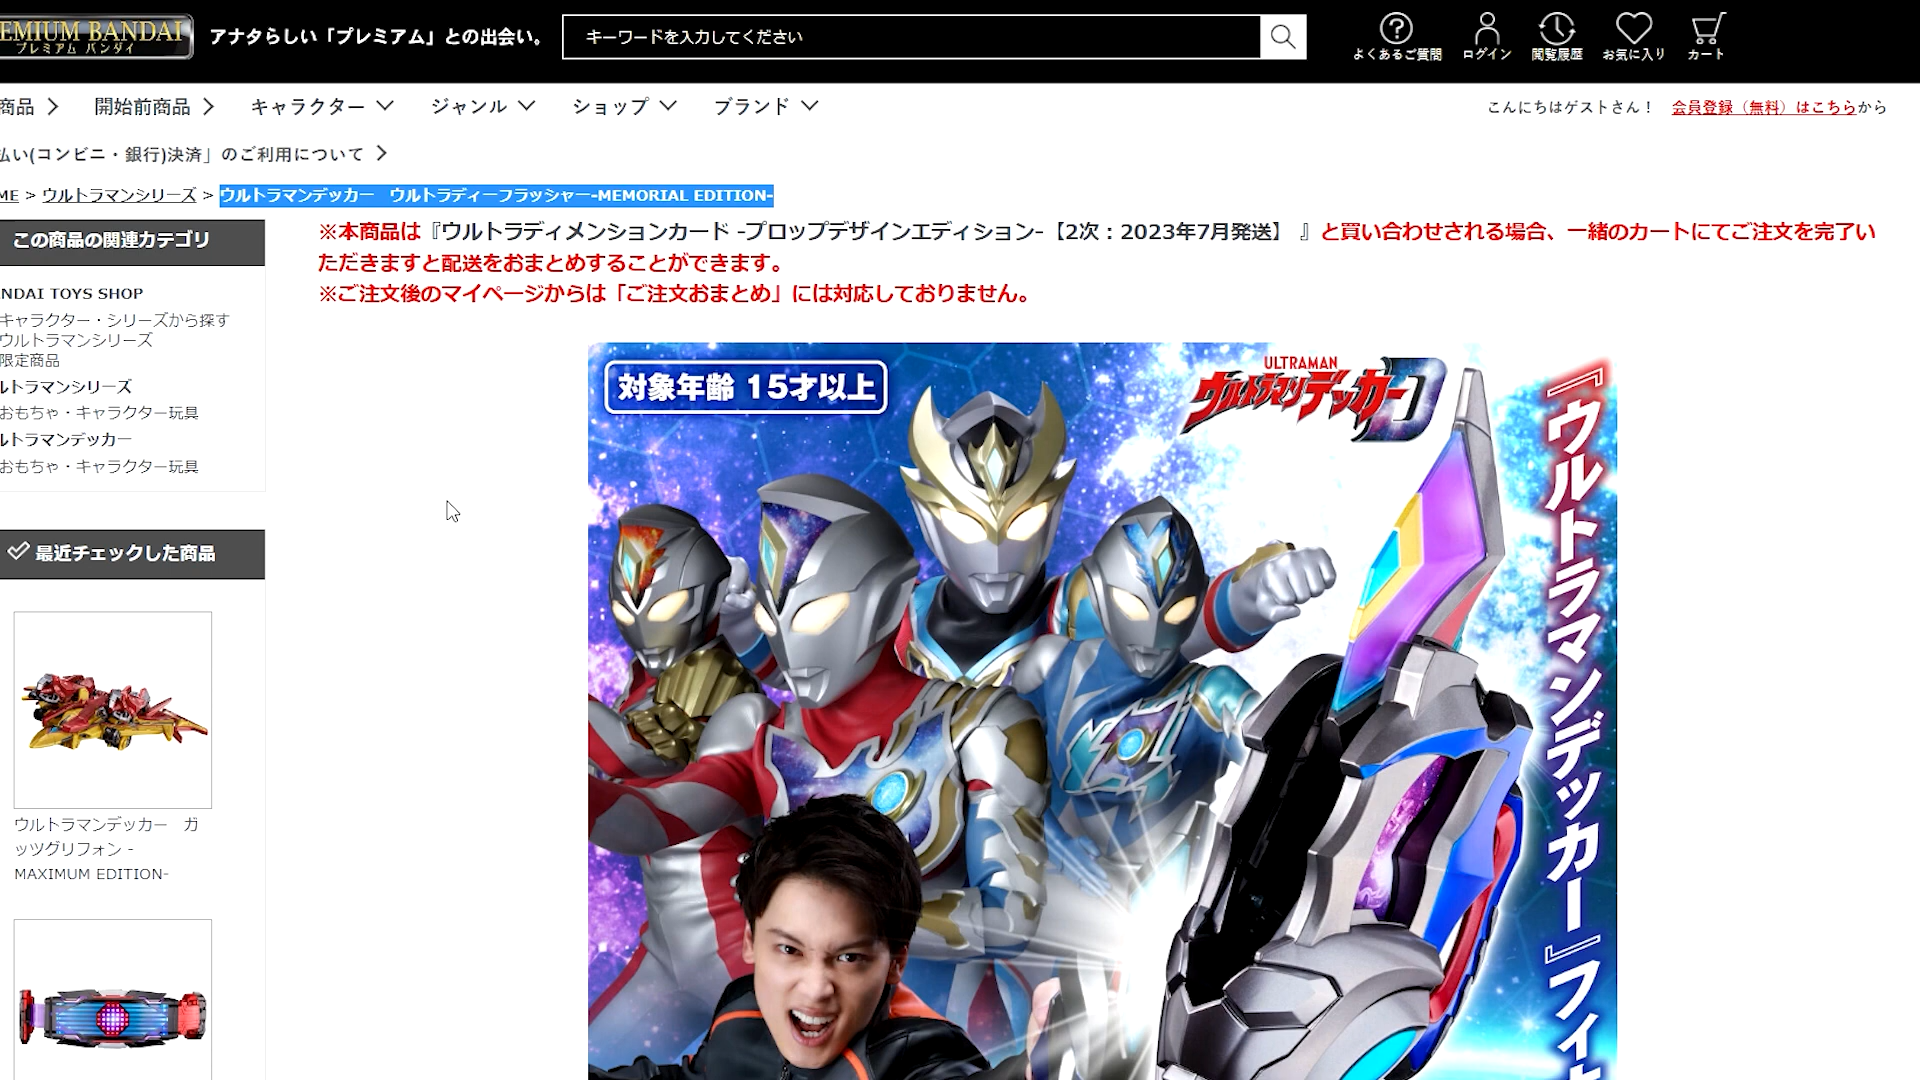 EMIUM BANDAI
プレミアム バンダイ
アナタらしい「プレミアム」との出会い。
キーワードを入力してください
よくあるご質問
ログイン
閲覧履歴
お気に入り
カート
商品
開始前商品
キャラクター
ジャンル
ショップ
ブランド
こんにちはゲストさん！ 会員登録（無料）はこちらから
払い(コンビニ・銀行)決済」のご利用について
ME > ウルトラマンシリーズ > ウルトラマンデッカー　ウルトラディーフラッシャー-MEMORIAL EDITION-
この商品の関連カテゴリ
NDAI TOYS SHOP
キャラクター・シリーズから探す
ウルトラマンシリーズ
限定商品
ルトラマンシリーズ
おもちゃ・キャラクター玩具
ルトラマンデッカー
おもちゃ・キャラクター玩具
最近チェックした商品
ウルトラマンデッカー　ガ
ッツグリフォン -
MAXIMUM EDITION-
※本商品は『ウルトラディメンションカード -プロップデザインエディション-【2次：2023年7月発送】 』と買い合わせされる場合、一緒のカートにてご注文を完了い
ただきますと配送をおまとめすることができます。
※ご注文後のマイページからは「ご注文おまとめ」には対応しておりません。
対象年齢 15才以上
ULTRAMAN
ウルトラマンデッカー
『ウルトラマンデッカー』フィ